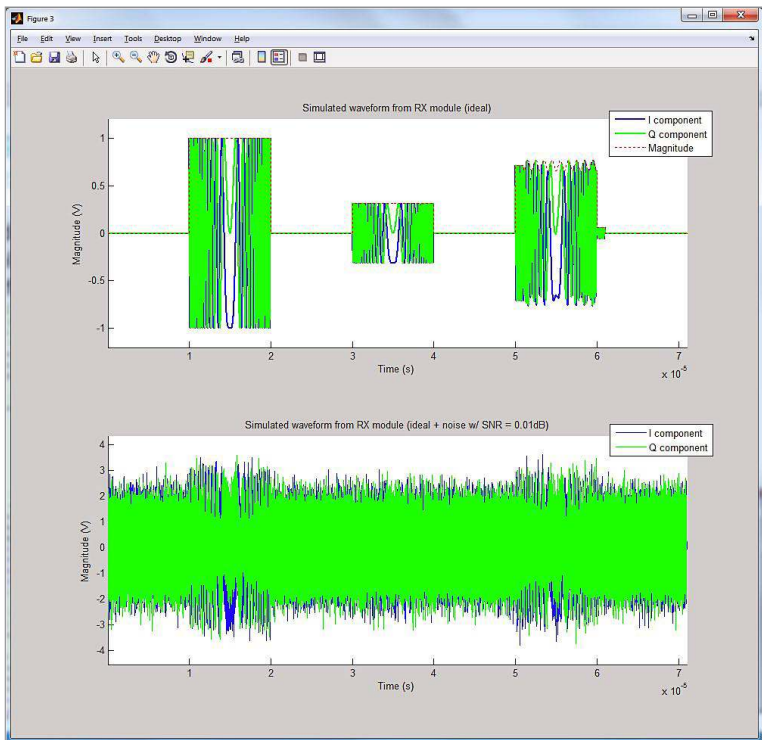 Figure 3
File Edit View Insert Tools Desktop Window Help
Simulated waveform from RX module (ideal)
I component
Q component
Magnitude
Magnitude (V)
1
0.5
0
-0.5
-1
1 2 3 4 5 6 7
Time (s)
x 10^-5
Simulated waveform from RX module (ideal + noise w/ SNR = 0.01dB)
I component
Q component
Magnitude (V)
4
3
2
1
0
-1
-2
-3
-4
1 2 3 4 5 6 7
Time (s)
x 10^-5